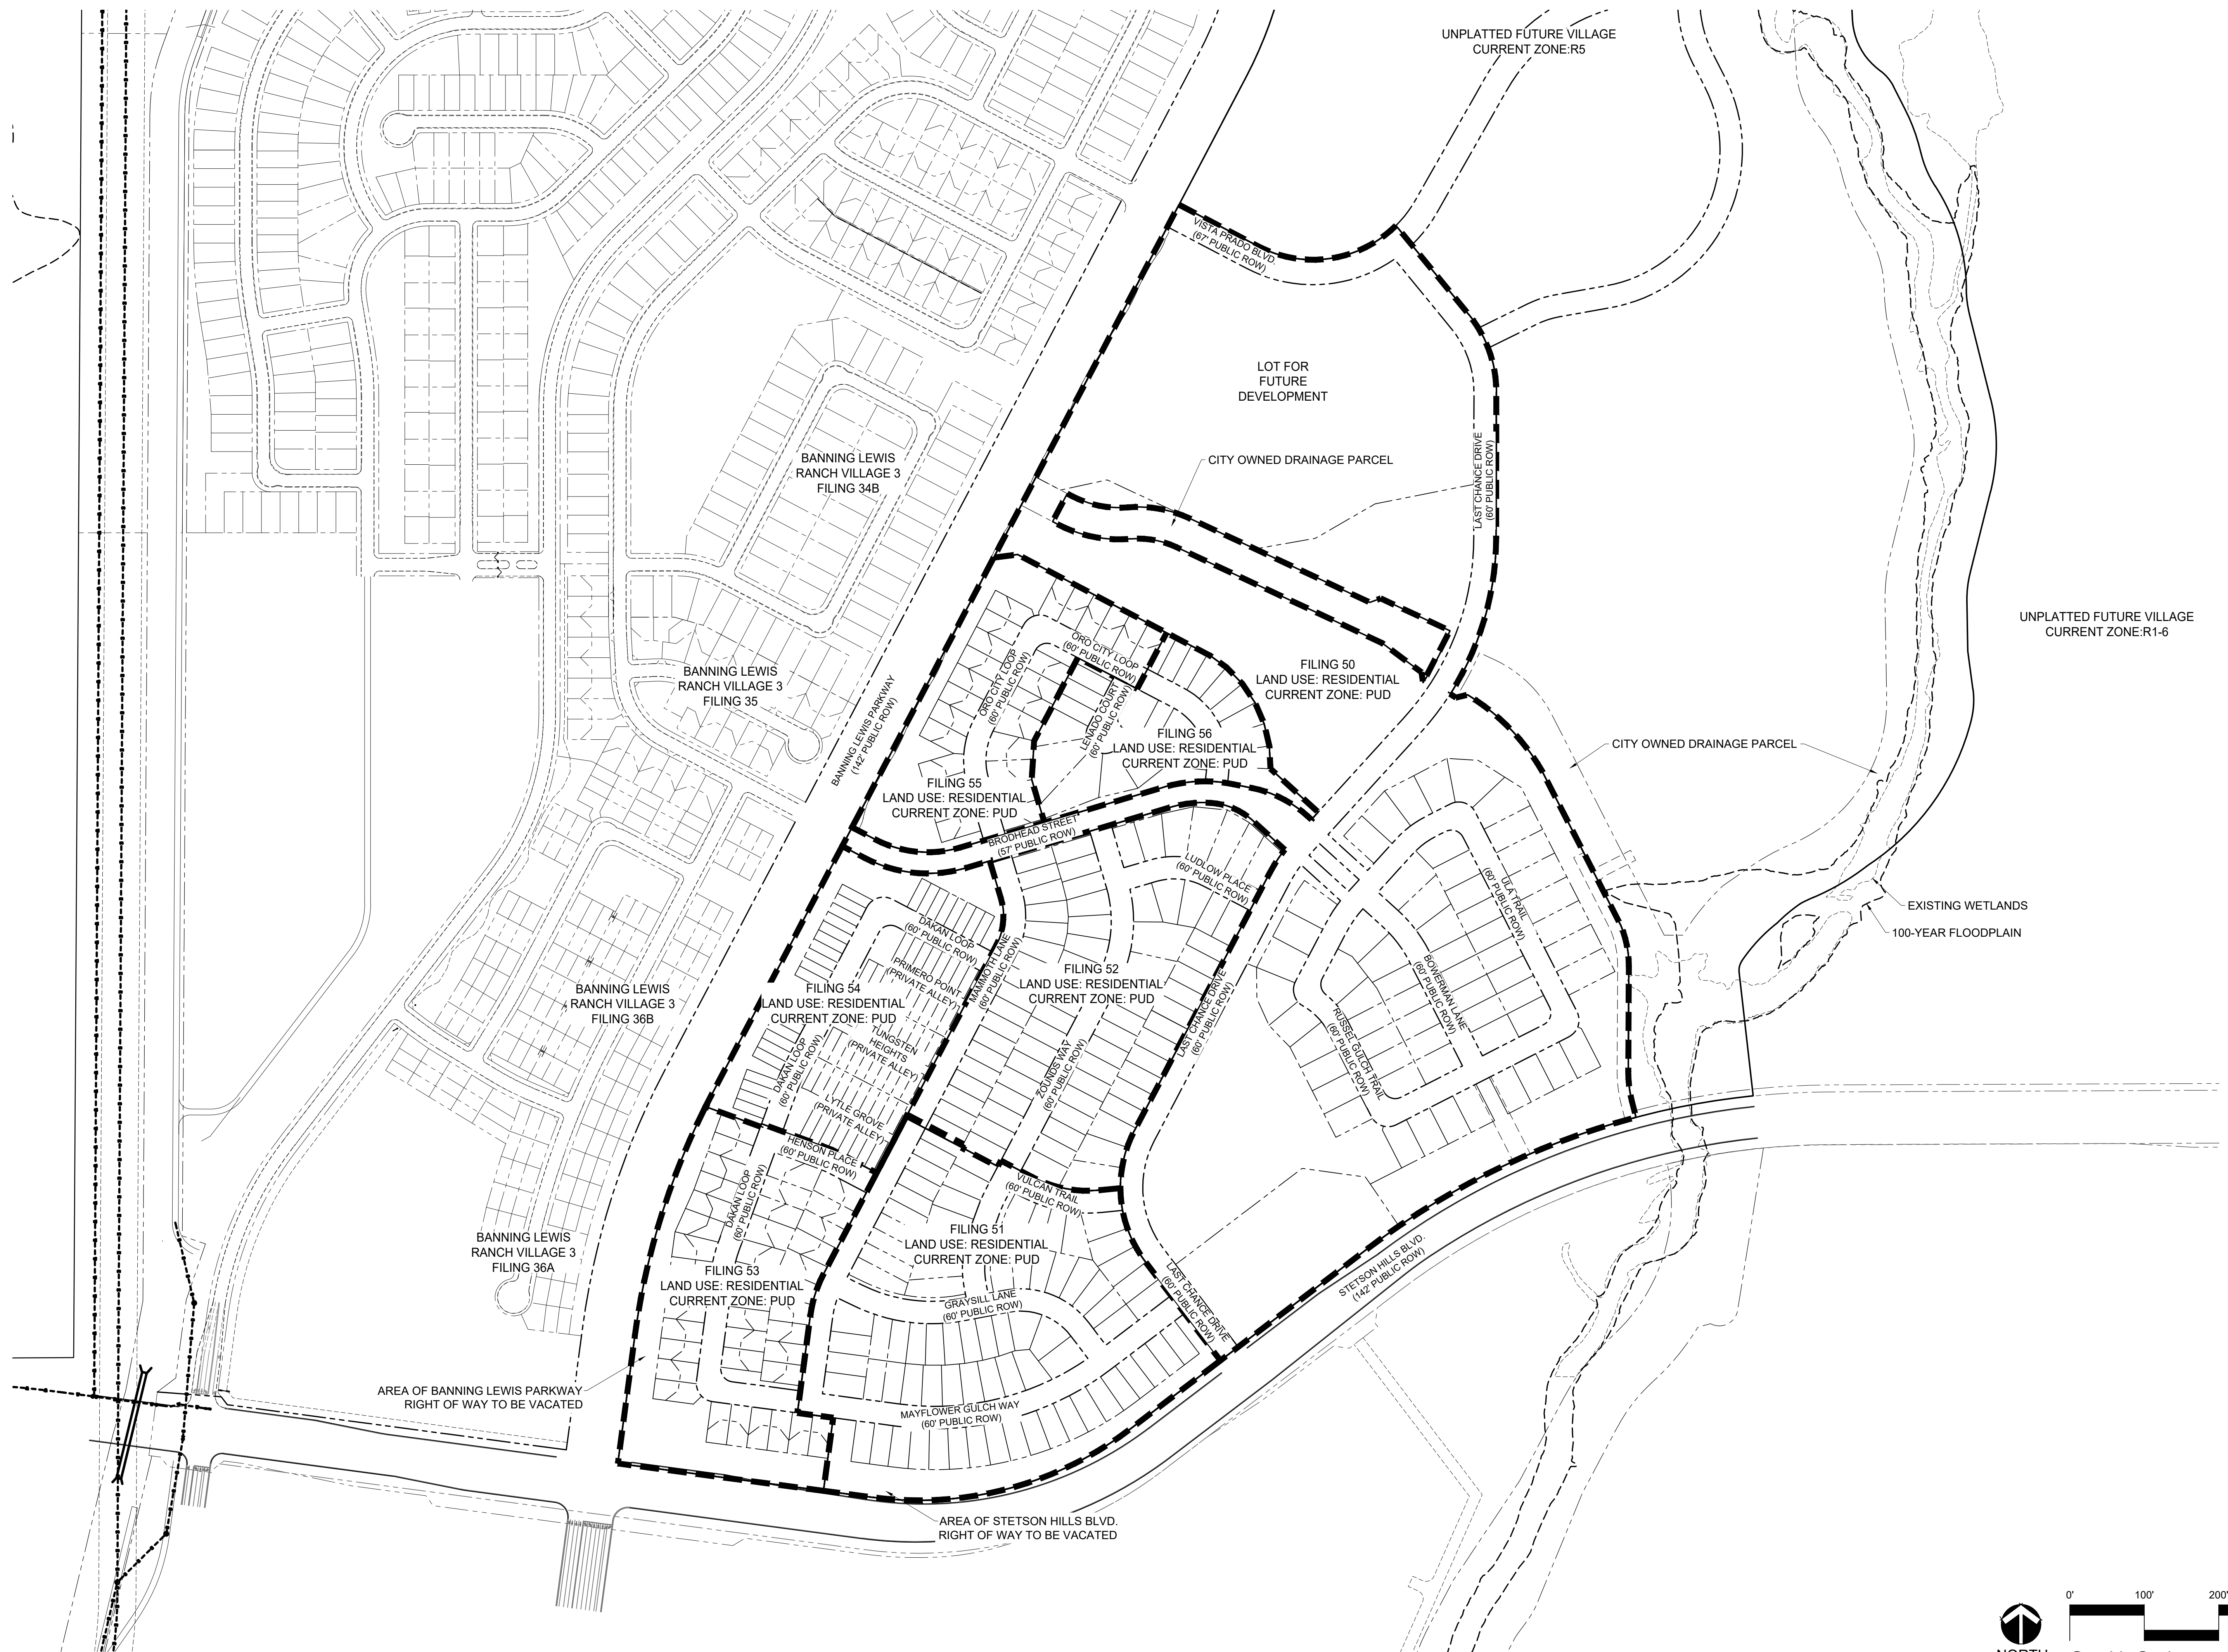 UNPLATTED FUTURE VILLAGE
CURRENT ZONE:R5
VISTA PRADO BLVD.
(67' PUBLIC ROW)
LOT FOR
FUTURE
DEVELOPMENT
CITY OWNED DRAINAGE PARCEL
LAST CHANCE DRIVE
(60' PUBLIC ROW)
BANNING LEWIS
RANCH VILLAGE 3
FILING 34B
UNPLATTED FUTURE VILLAGE
CURRENT ZONE:R1-6
BANNING LEWIS
RANCH VILLAGE 3
FILING 35
BANNING LEWIS PARKWAY
(142' PUBLIC ROW)
ORO CITY LOOP
(60' PUBLIC ROW)
ORO CITY LOOP
(60' PUBLIC ROW)
LENADO COURT
(60' PUBLIC ROW)
FILING 50
LAND USE: RESIDENTIAL
CURRENT ZONE: PUD
FILING 56
LAND USE: RESIDENTIAL
CURRENT ZONE: PUD
CITY OWNED DRAINAGE PARCEL
FILING 55
LAND USE: RESIDENTIAL
CURRENT ZONE: PUD
BRODHEAD STREET
(57' PUBLIC ROW)
LUDLOW PLACE
(60' PUBLIC ROW)
ULA TRAIL
(60' PUBLIC ROW)
EXISTING WETLANDS
100-YEAR FLOODPLAIN
DAKAN LOOP
(60' PUBLIC ROW)
PRIMERO POINT
(PRIVATE ALLEY)
MAMMOTH LANE
(60' PUBLIC ROW)
FILING 52
LAND USE: RESIDENTIAL
CURRENT ZONE: PUD
BOWERMAN LANE
(60' PUBLIC ROW)
BANNING LEWIS
RANCH VILLAGE 3
FILING 36B
FILING 54
LAND USE: RESIDENTIAL
CURRENT ZONE: PUD
TUNGSTEN
HEIGHTS
(PRIVATE ALLEY)
LAST CHANCE DRIVE
(60' PUBLIC ROW)
RUSSEL GULCH TRAIL
(60' PUBLIC ROW)
DAKAN LOOP
(60' PUBLIC ROW)
ZOUNDS WAY
(60' PUBLIC ROW)
LYTLE GROVE
(PRIVATE ALLEY)
HENSON PLACE
(60' PUBLIC ROW)
DAKAN LOOP
(60' PUBLIC ROW)
VULCAN TRAIL
(60' PUBLIC ROW)
BANNING LEWIS
RANCH VILLAGE 3
FILING 36A
FILING 51
LAND USE: RESIDENTIAL
CURRENT ZONE: PUD
FILING 53
LAND USE: RESIDENTIAL
CURRENT ZONE: PUD
STETSON HILLS BLVD.
(142' PUBLIC ROW)
LAST CHANCE DRIVE
(60' PUBLIC ROW)
GRAYSILL LANE
(60' PUBLIC ROW)
AREA OF BANNING LEWIS PARKWAY
RIGHT OF WAY TO BE VACATED
MAYFLOWER GULCH WAY
(60' PUBLIC ROW)
AREA OF STETSON HILLS BLVD.
RIGHT OF WAY TO BE VACATED
0' 100' 200'
NORTH